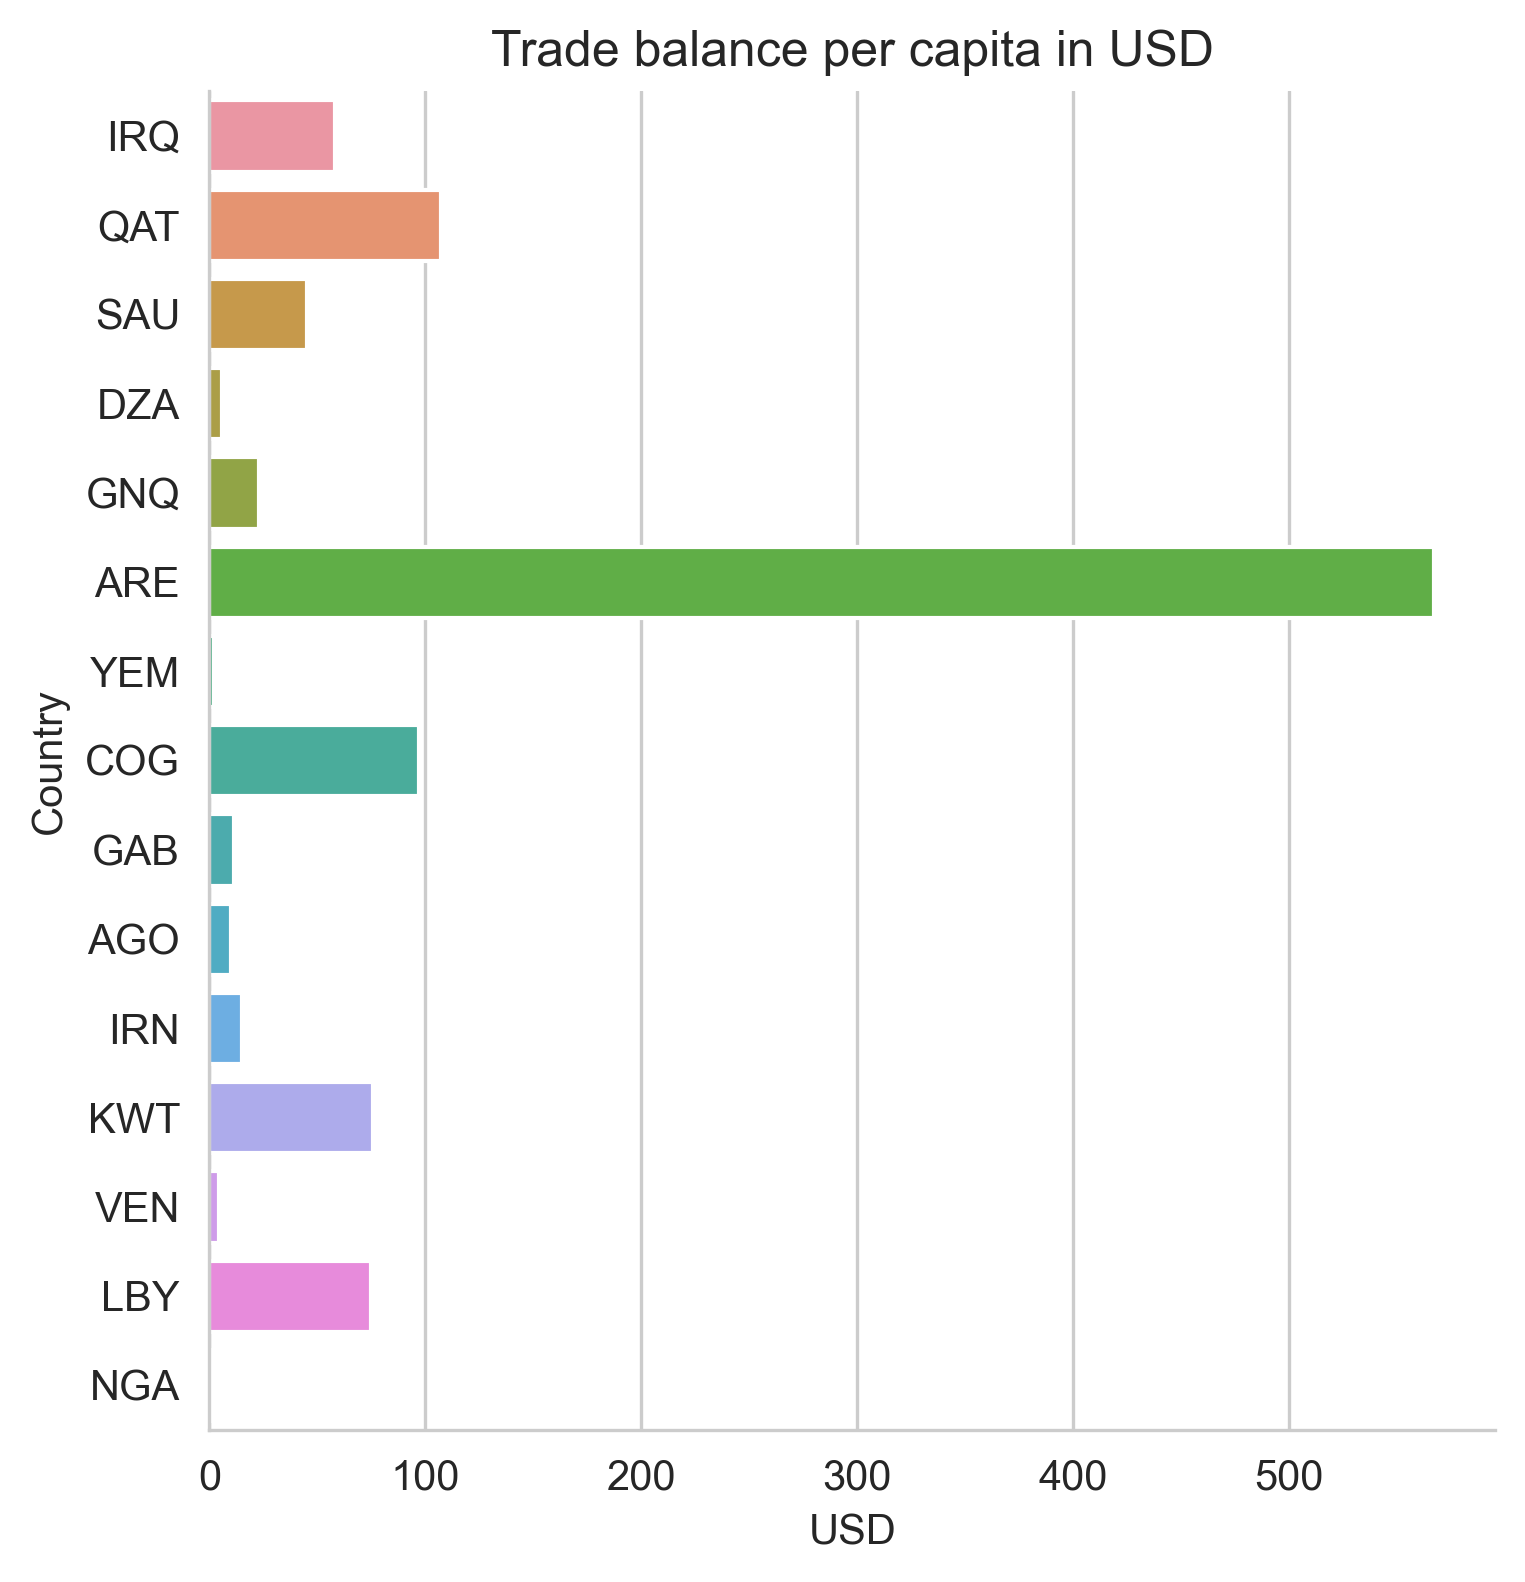 Trade balance per capita in USD
IRQ
QAT
SAU
DZA
GNQ
ARE
YEM
COG
GAB
AGO
IRN
KWT
VEN
LBY
NGA
Country
0 100 200 300 400 500
USD